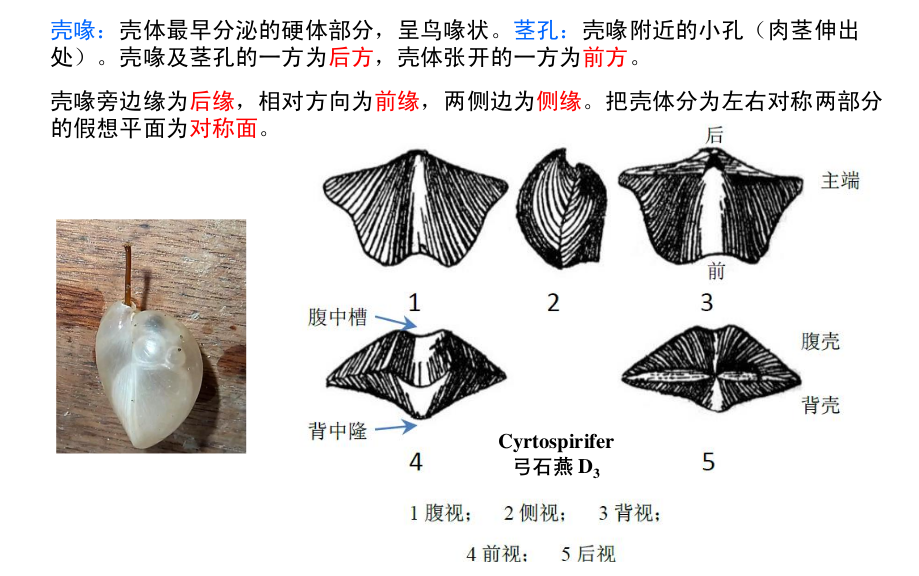 壳喙：壳体最早分泌的硬体部分，呈鸟喙状。茎孔：壳喙附近的小孔（肉茎伸出
处）。壳喙及茎孔的一方为后方，壳体张开的一方为前方。
壳喙旁边缘为后缘，相对方向为前缘，两侧边为侧缘。把壳体分为左右对称两部分
的假想平面为对称面。
后
主端
前
1
2
3
腹中槽
腹壳
背壳
背中隆
4
Cyrtospirifer
弓石燕 D3
5
1 腹视； 2 侧视； 3 背视；
4 前视； 5 后视